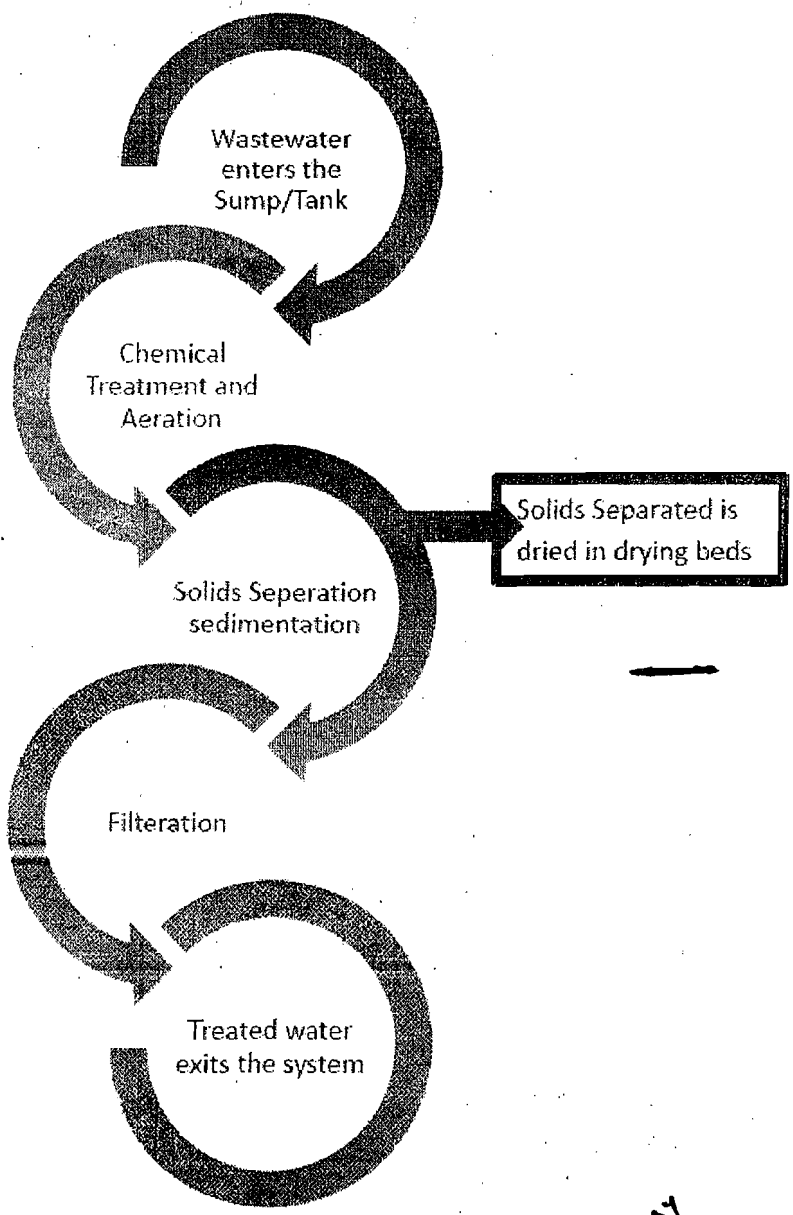 Wastewater
enters the
Sump/Tank
Chemical
Treatment and
Aeration
Solids Separated is
dried in drying beds
Solids Seperation
sedimentation
Filteration
Treated water
exits the system